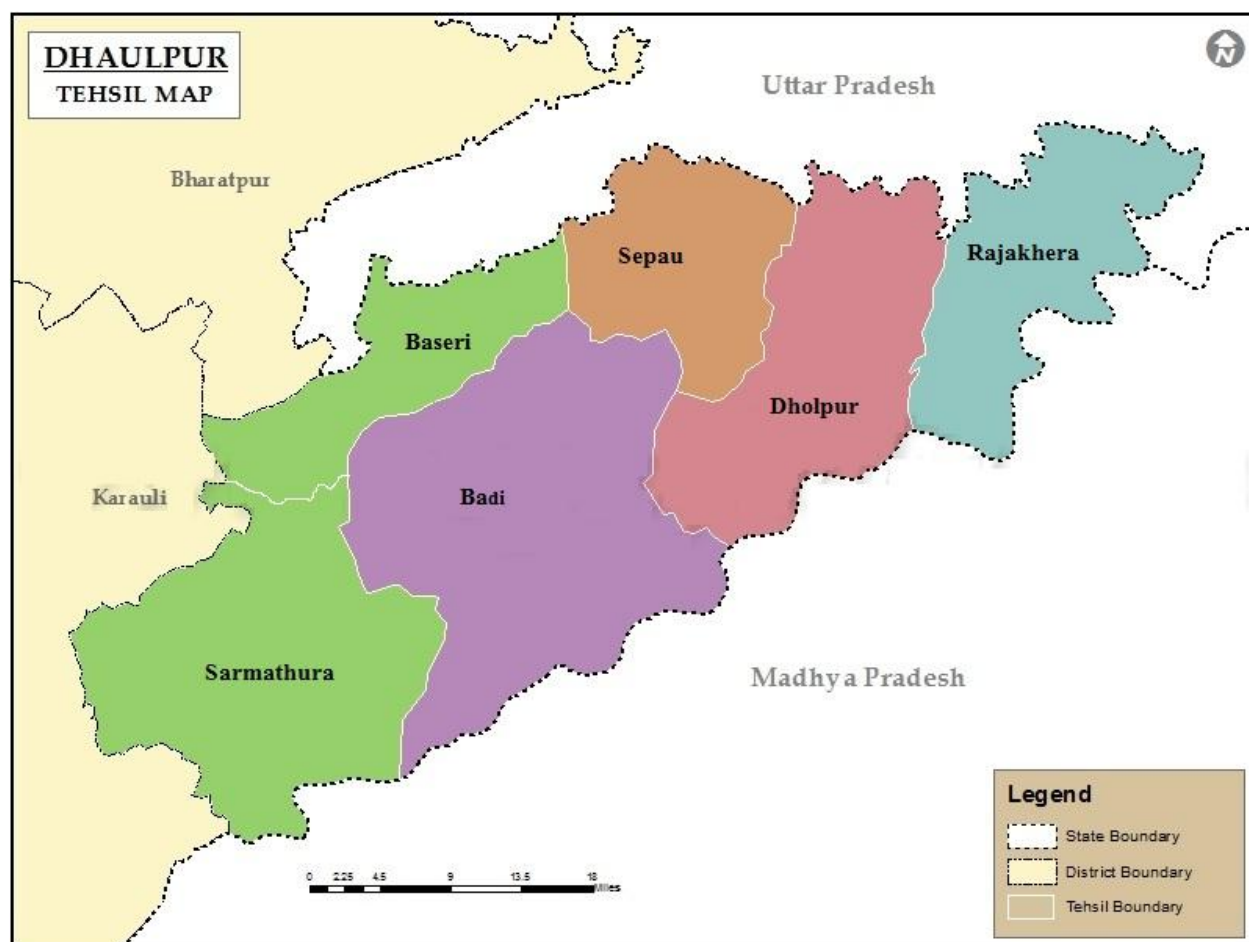 DHAULPUR
TEHSIL MAP
N
Uttar Pradesh
Bharatpur
Sepau
Rajakhera
Baseri
Dholpur
Karauli
Badi
Sarmathura
Madhya Pradesh
Legend
State Boundary
District Boundary
Tehsil Boundary
0 2.25 4.5 9 13.5 18
Miles